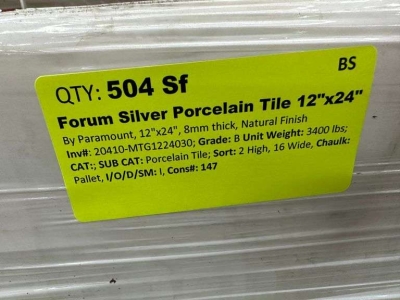 BS
QTY: 504 Sf
Forum Silver Porcelain Tile 12"x24"
By Paramount, 12"x24", 8mm thick, Natural Finish
Inv#: 20410-MTG1224030; Grade: B Unit Weight: 3400 lbs;
CAT:; SUB CAT: Porcelain Tile; Sort: 2 High, 16 Wide, Chaulk:
Pallet, I/O/D/SM: I, Cons#: 147